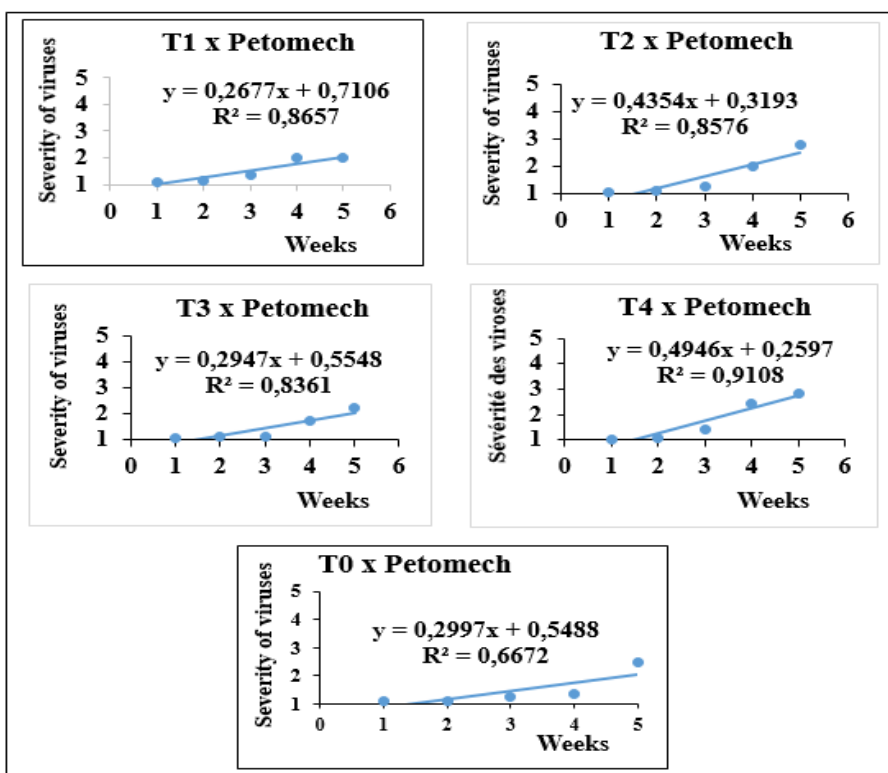 T1 x Petomech
Severity of viruses
5
4
3
2
1
y = 0,2677x + 0,7106
R² = 0,8657
0 1 2 3 4 5 6
Weeks
T2 x Petomech
Severity of viruses
5
4
3
2
1
y = 0,4354x + 0,3193
R² = 0,8576
0 1 2 3 4 5 6
Weeks
T3 x Petomech
Severity of viruses
5
4
3
2
1
y = 0,2947x + 0,5548
R² = 0,8361
0 1 2 3 4 5 6
Weeks
T4 x Petomech
Sévérité des viroses
5
4
3
2
1
y = 0,4946x + 0,2597
R² = 0,9108
0 1 2 3 4 5 6
Weeks
T0 x Petomech
Severity of viruses
5
4
3
2
1
y = 0,2997x + 0,5488
R² = 0,6672
0 1 2 3 4 5
Weeks